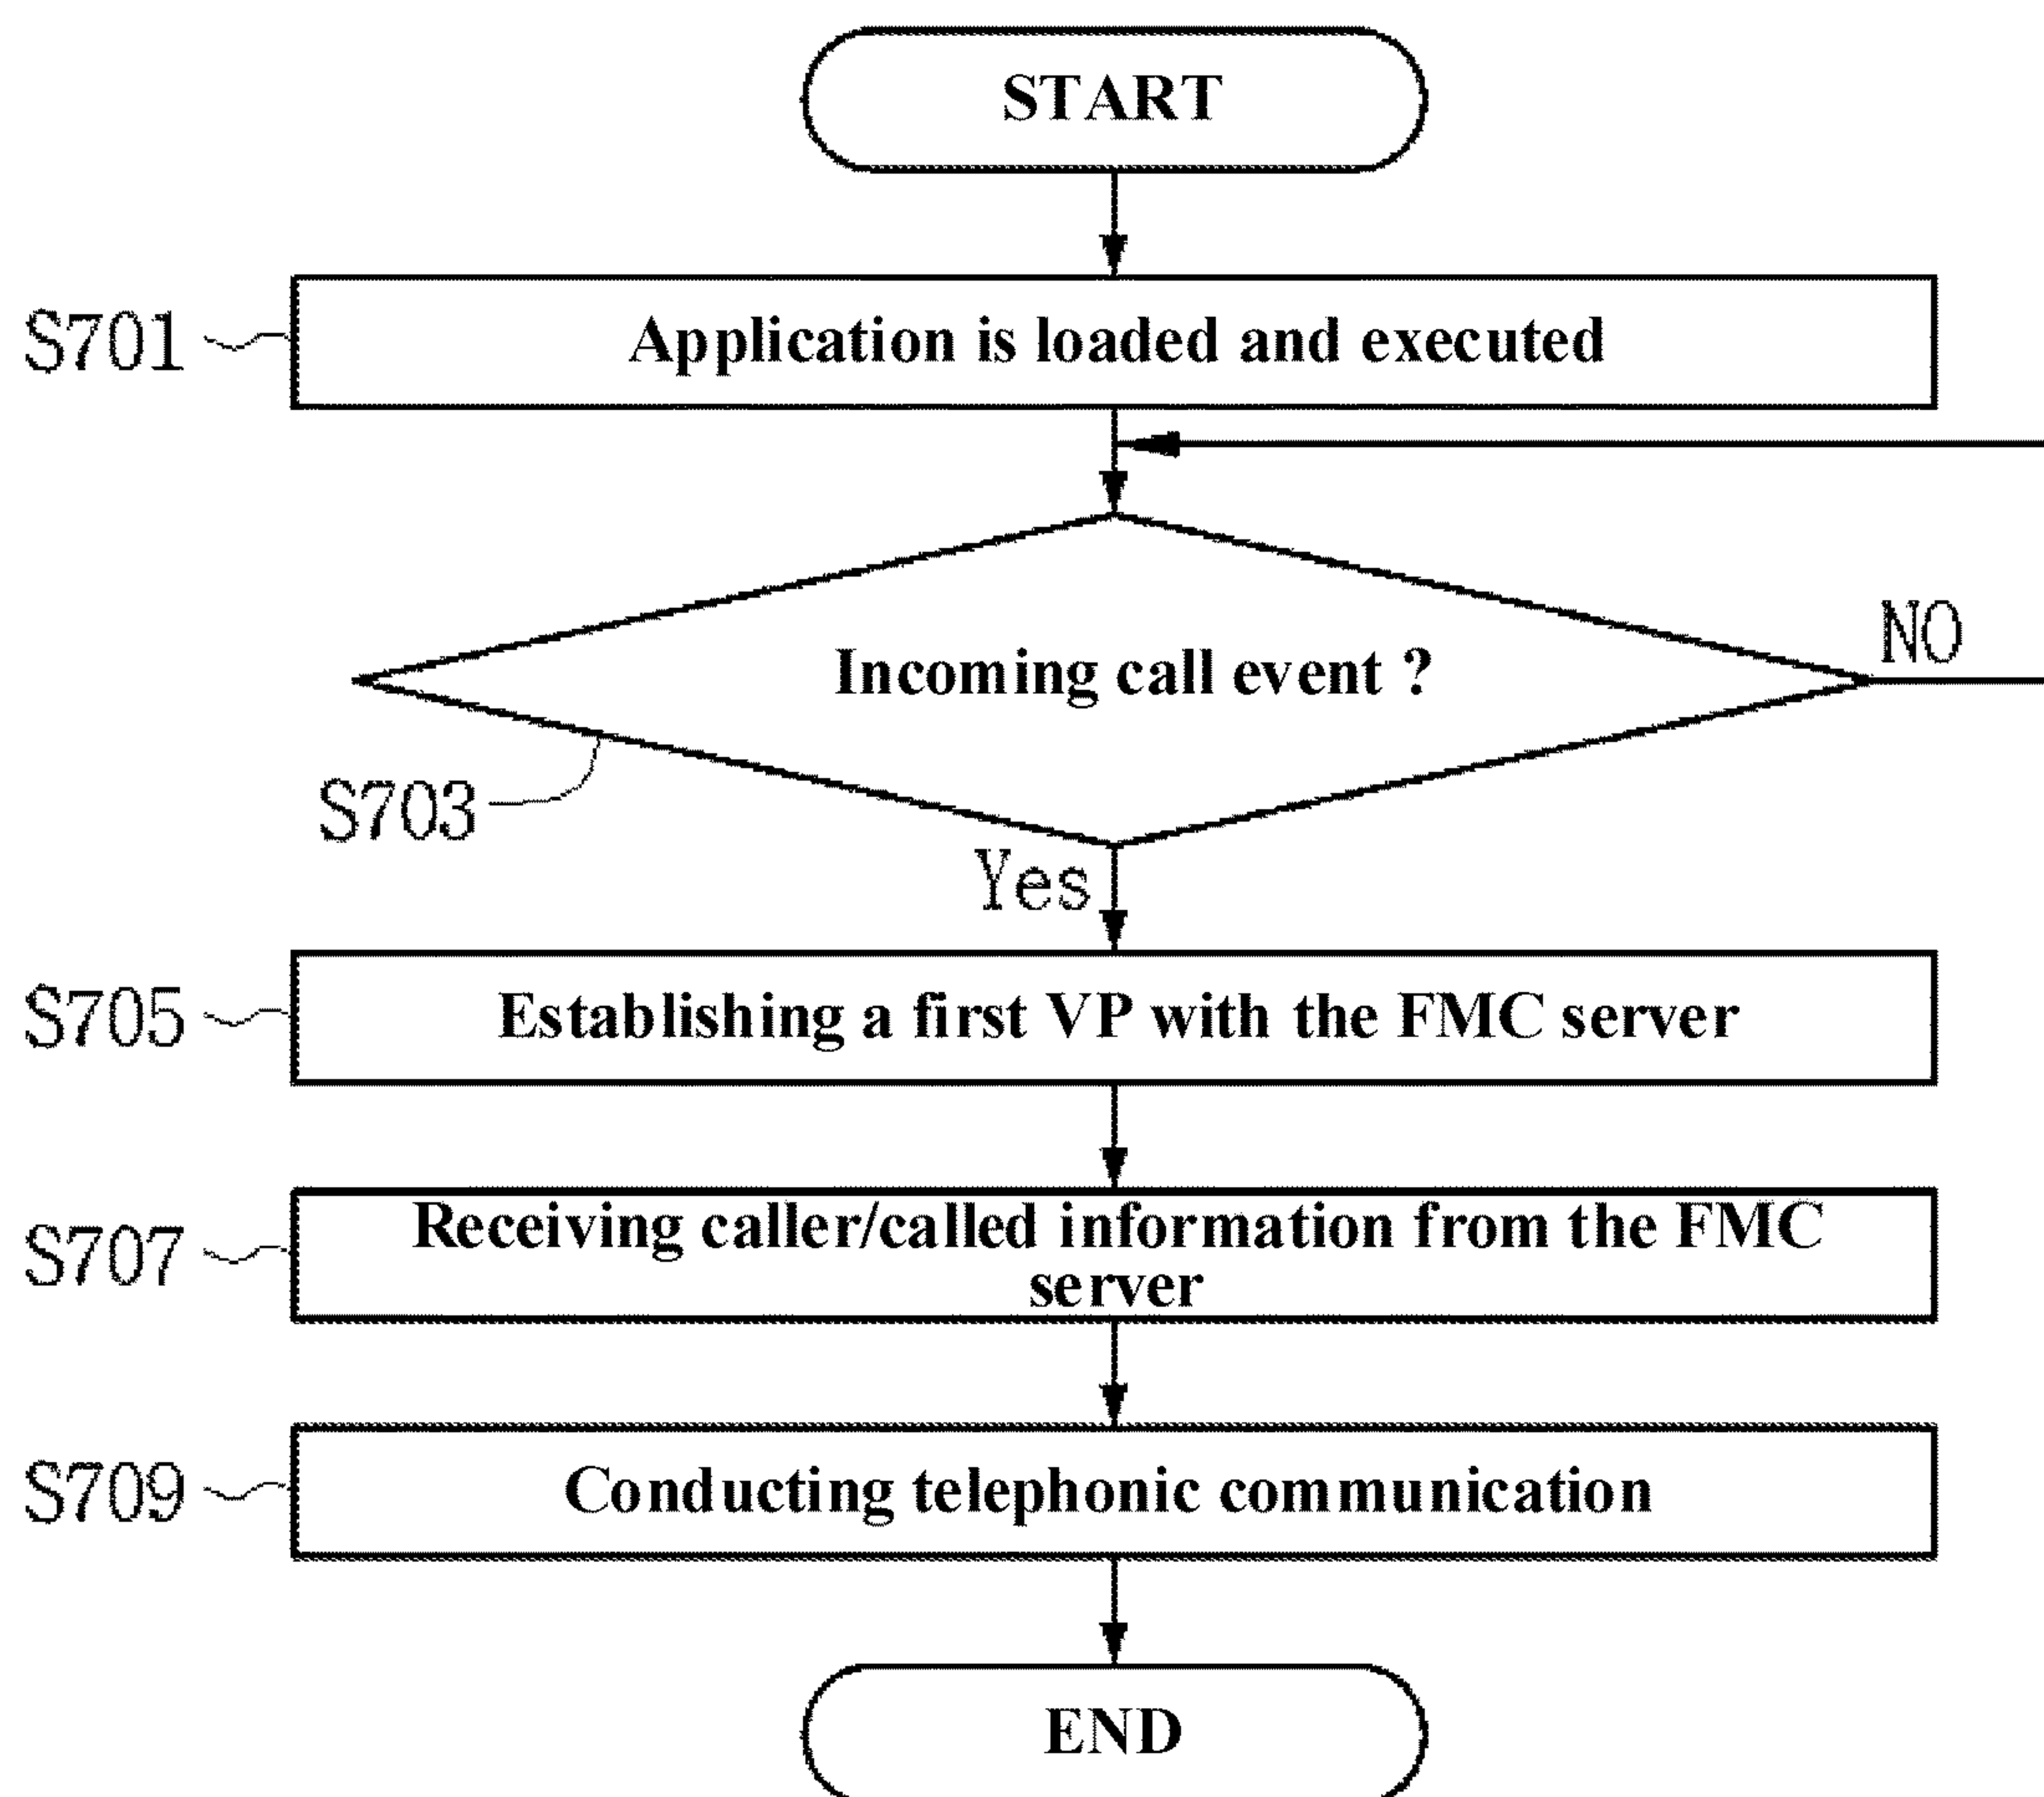 START
S701
Application is loaded and executed
Incoming call event ?
NO
S703
Yes
S705
Establishing a first VP with the FMC server
S707
Receiving caller/called information from the FMC
server
S709
Conducting telephonic communication
END